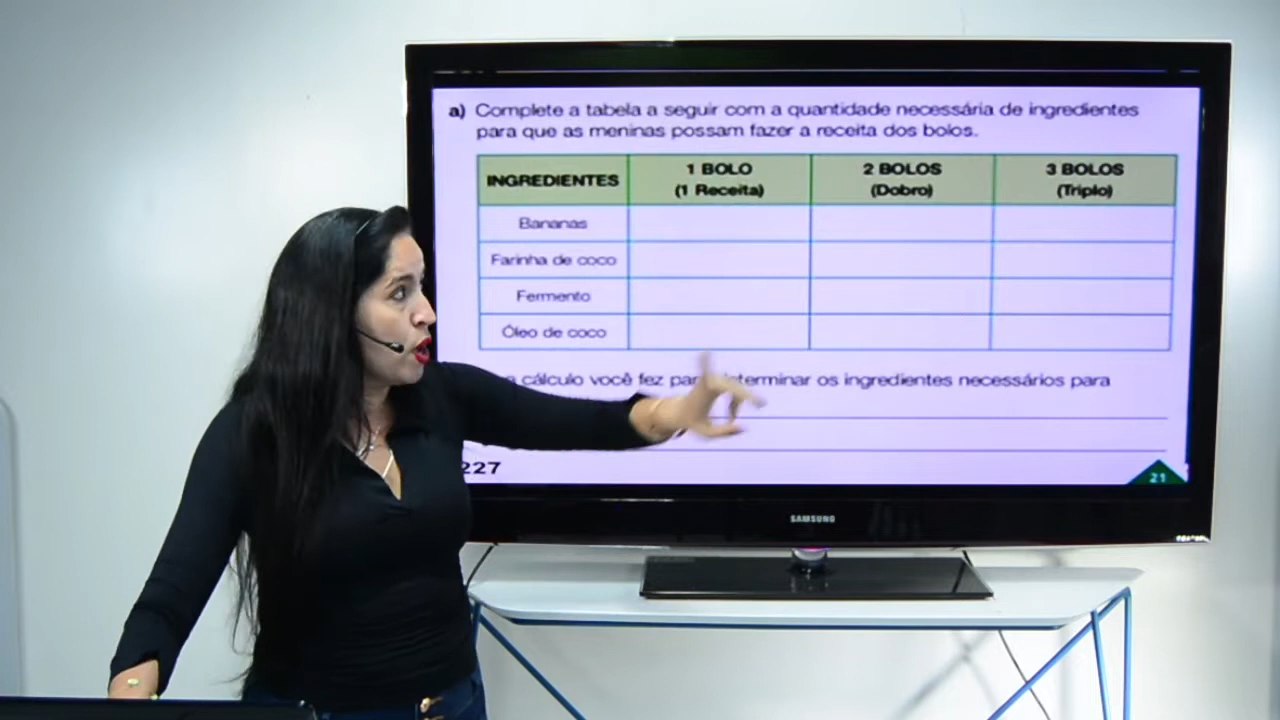 a) Complete a tabela a seguir com a quantidade necessária de ingredientes
para que as meninas possam fazer a receita dos bolos.
INGREDIENTES
1 BOLO
(1 Receita)
2 BOLOS
(Dobro)
3 BOLOS
(Triplo)
Bananas
Farinha de coco
Fermento
Óleo de coco
cálculo você fez para determinar os ingredientes necessários para
227
21
SAMSUNG